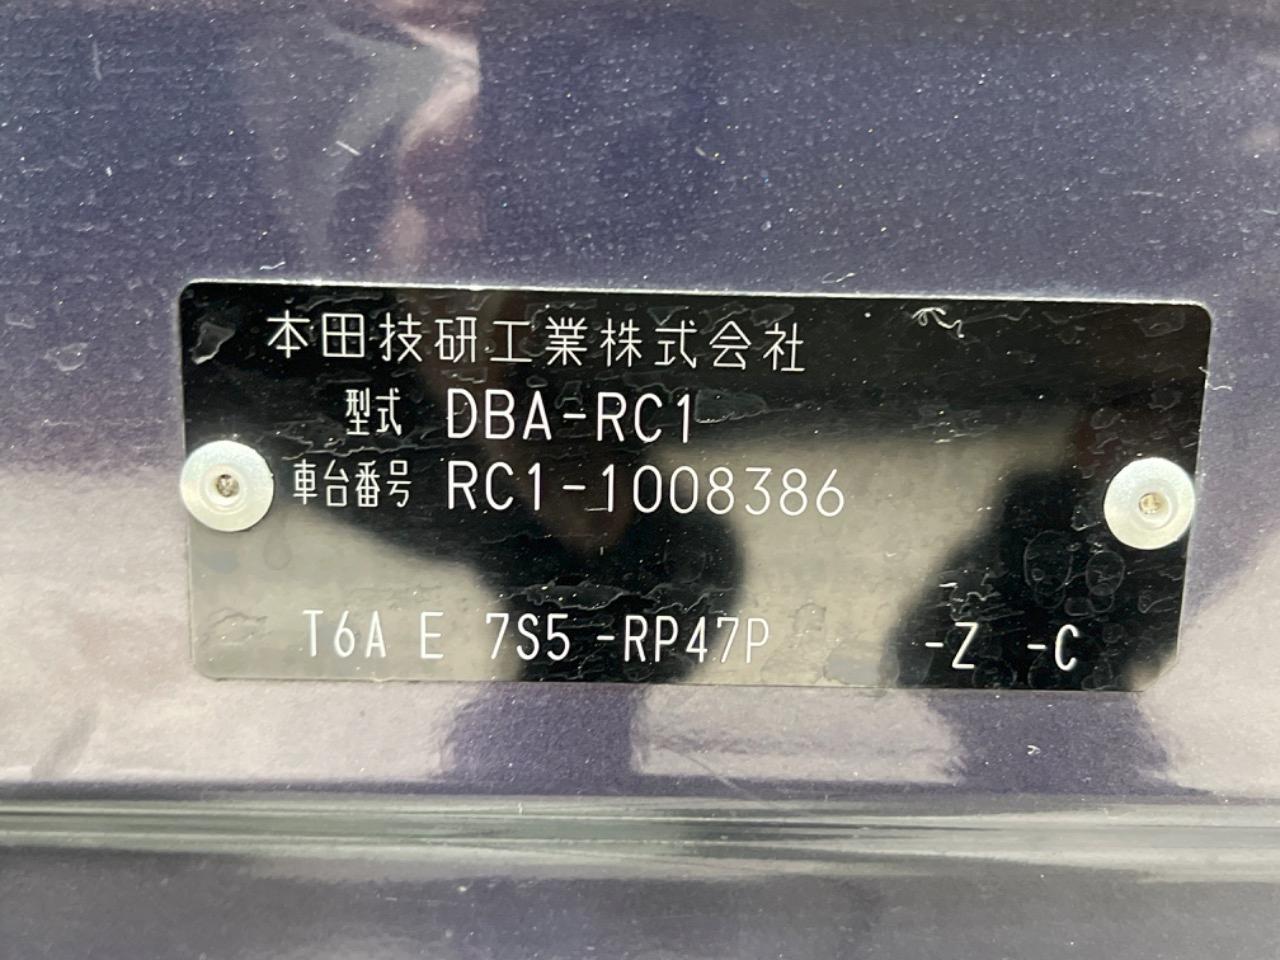 本田技研工業株式会社
型式 DBA-RC1
車台番号 RC1-1008386
T6A E 7S5 -RP47P -Z -C